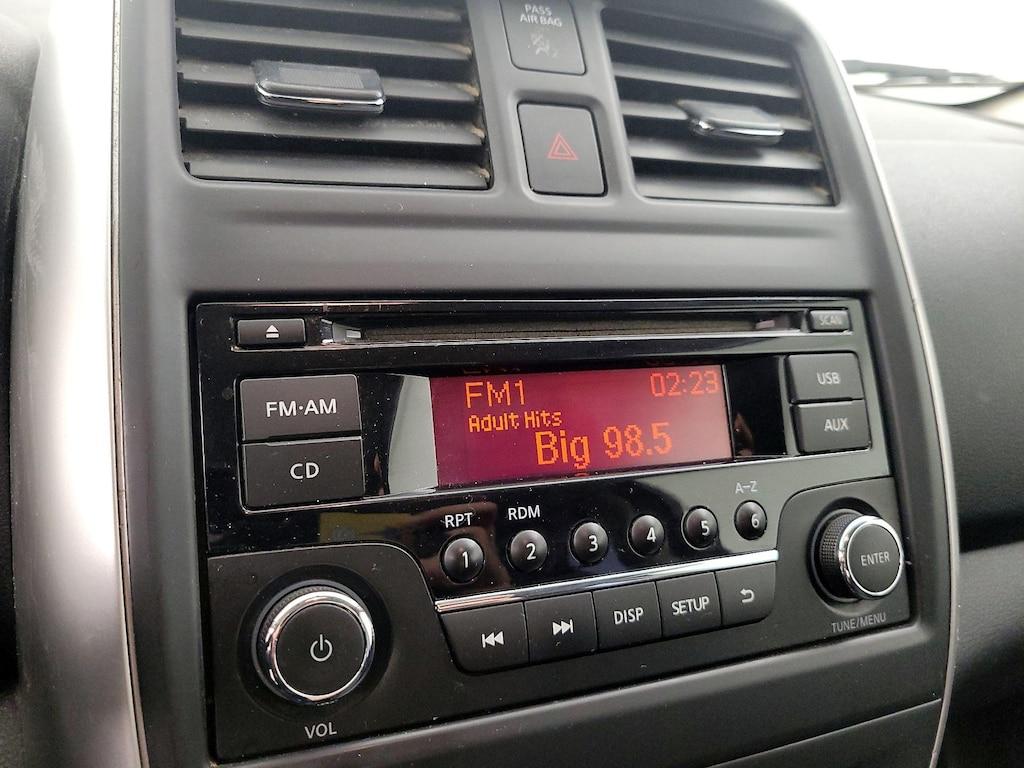 PASS
AIR BAG
SCAN
FM1 02:23
Adult Hits
Big 98.5
FM·AM
CD
USB
AUX
RPT RDM A-Z
1 2 3 4 5 6
DISP SETUP
ENTER
TUNE/MENU
VOL